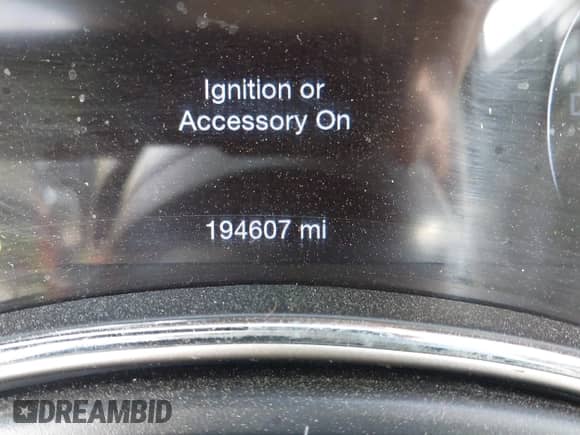 Ignition or
Accessory On
194607 mi
DREAMBID